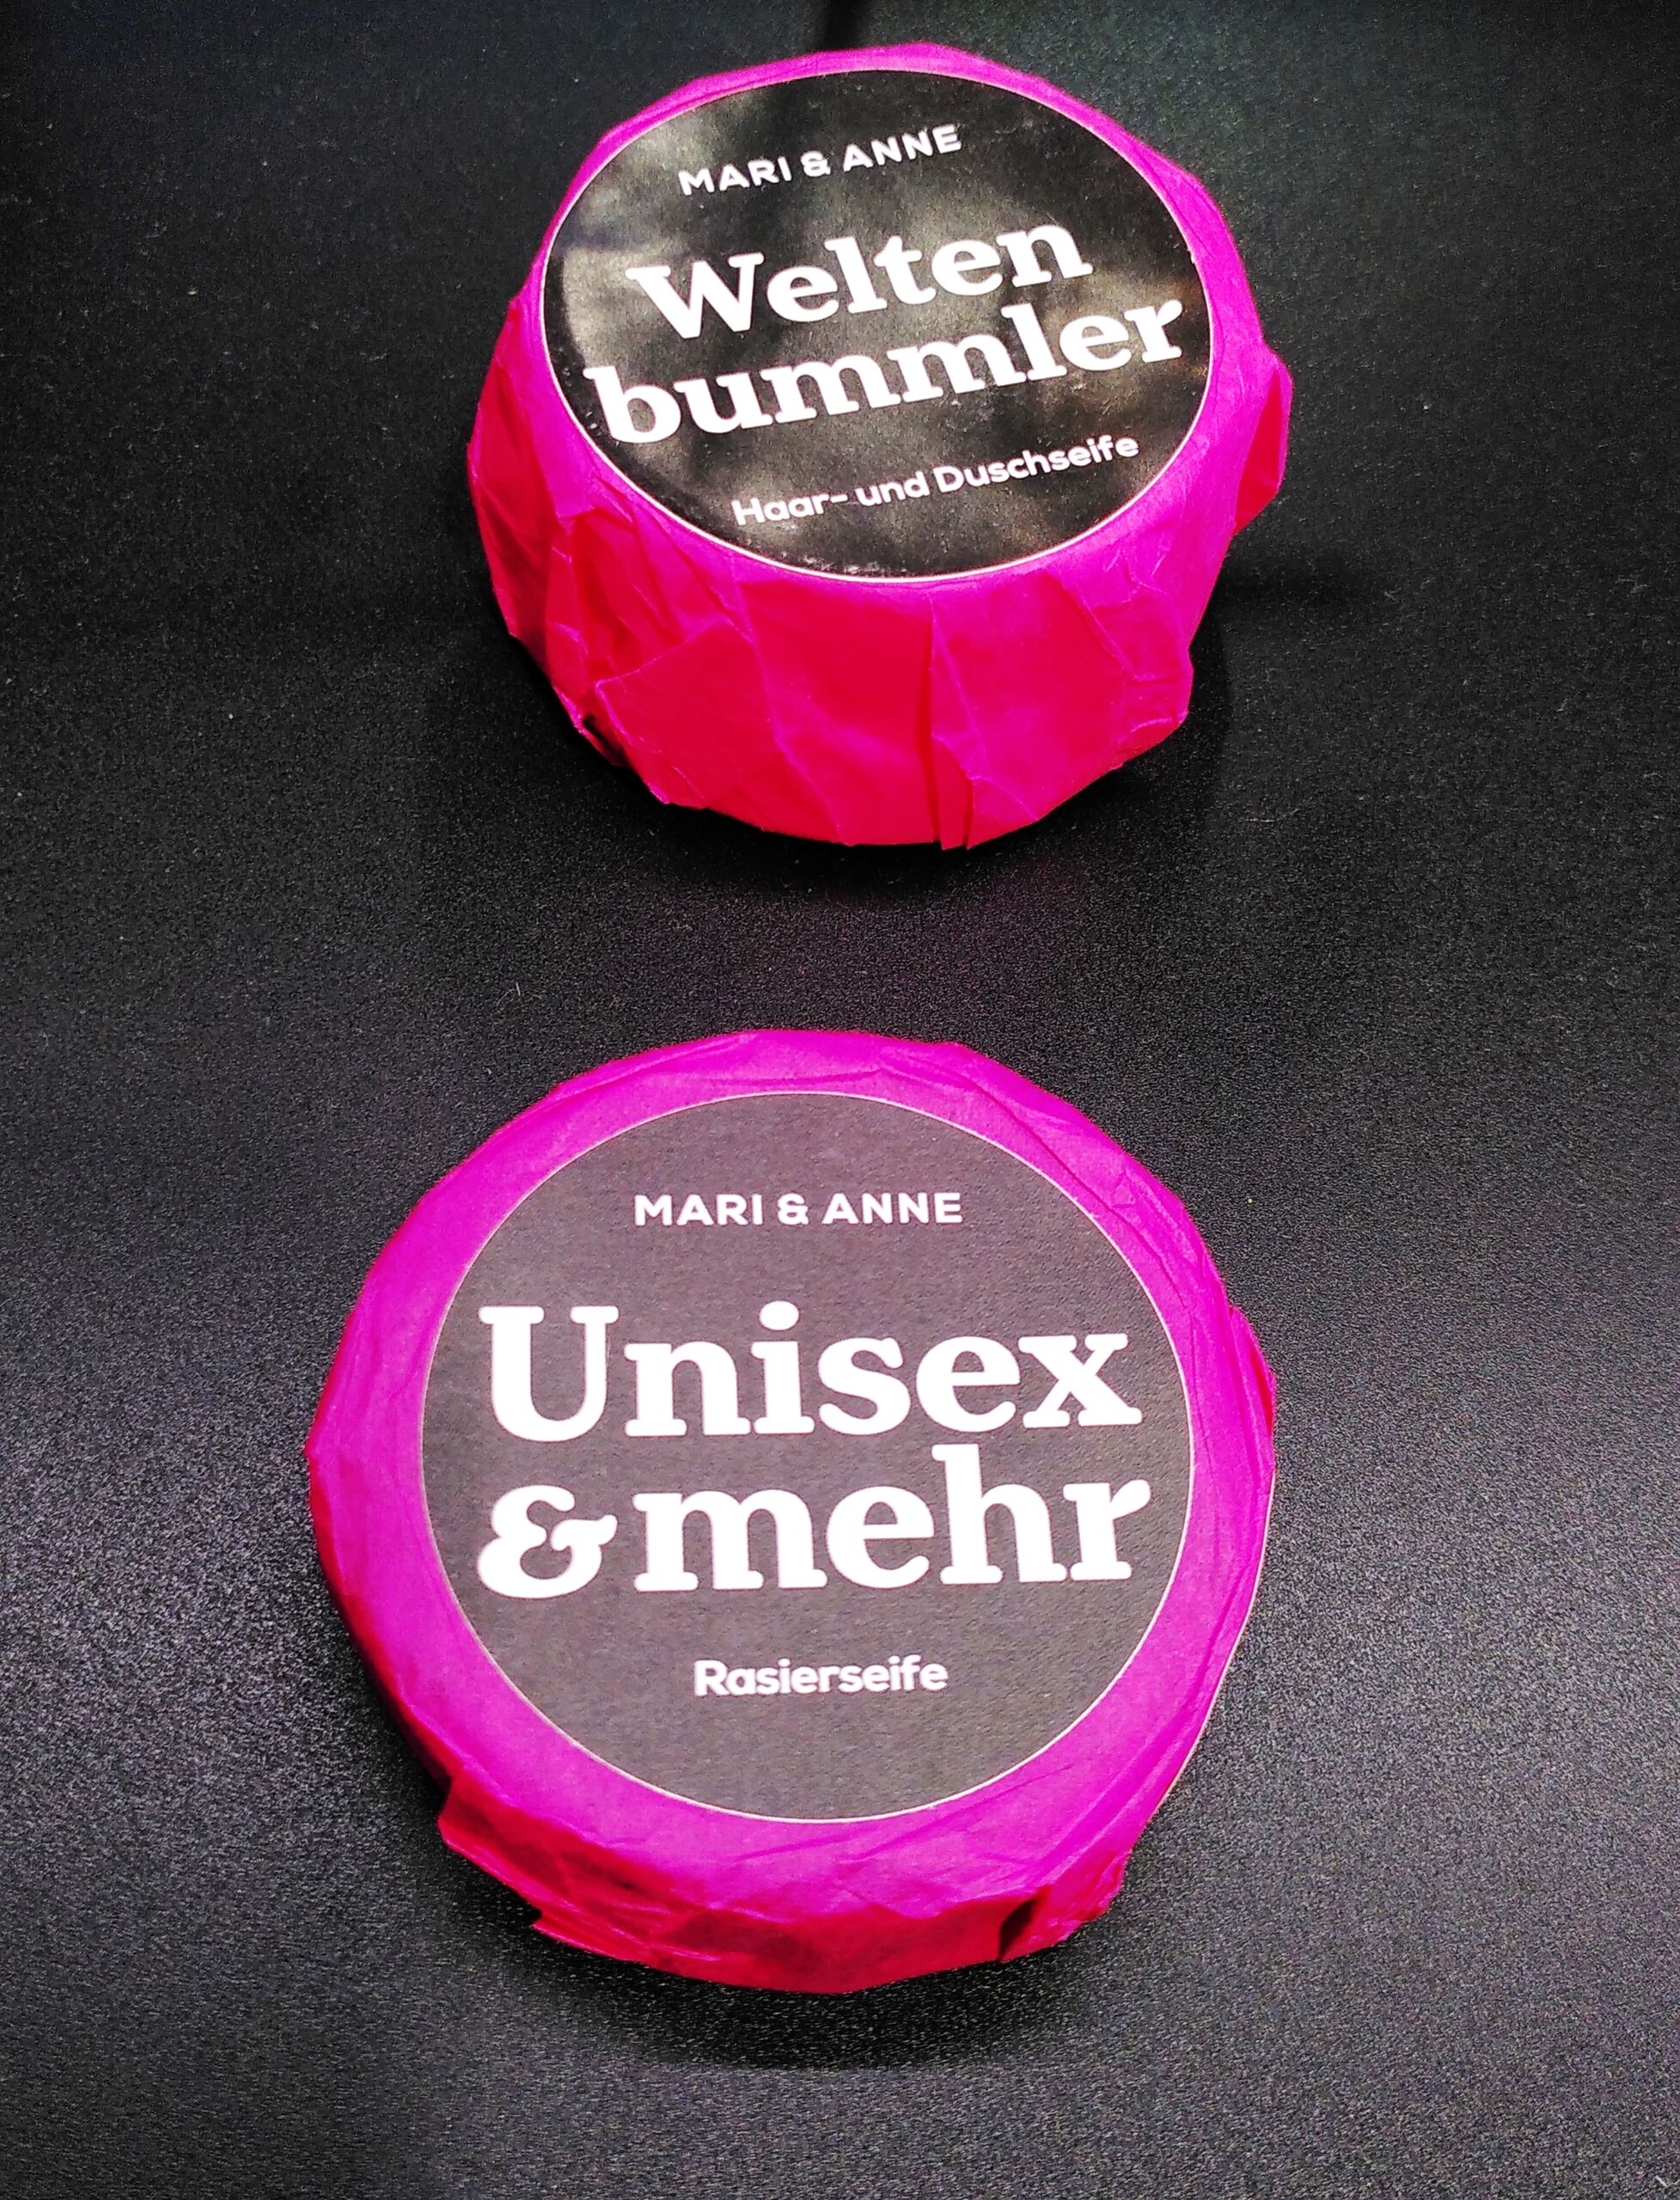 MARI & ANNE
Welten
bummler
Haar- und Duschseife
MARI & ANNE
Unisex
& mehr
Rasierseife